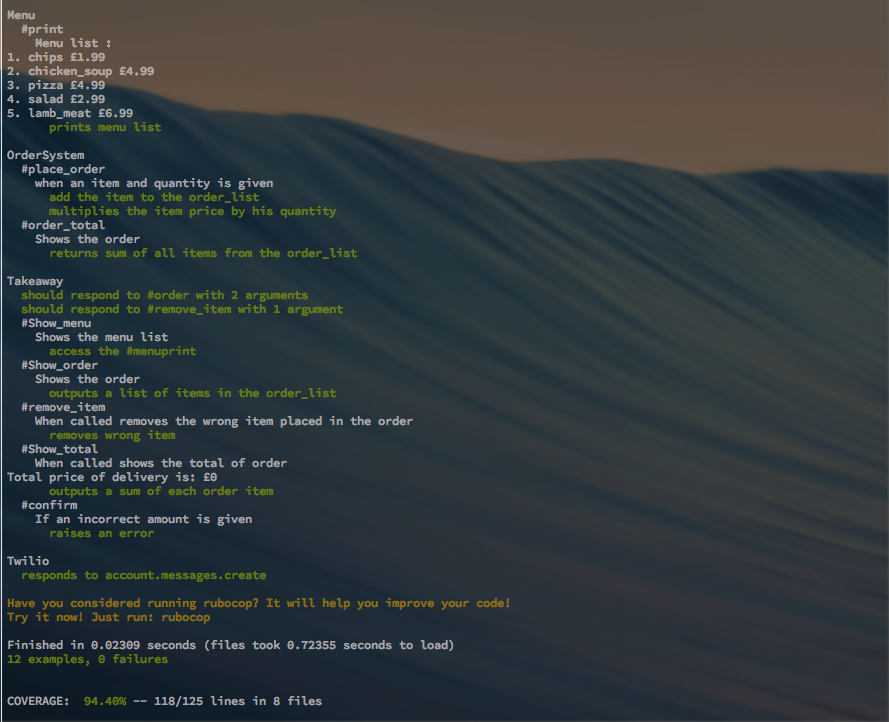 Menu
#print
Menu list :
1. chips £1.99
2. chicken_soup £4.99
3. pizza £4.99
4. salad £2.99
5. lamb_meat £6.99
prints menu list
OrderSystem
#place_order
when an item and quantity is given
add the item to the order_list
multiplies the item price by his quantity
#order_total
Shows the order
returns sum of all items from the order_list
Takeaway
should respond to #order with 2 arguments
should respond to #remove_item with 1 argument
#Show_menu
Shows the menu list
access the #menuprint
#Show_order
Shows the order
outputs a list of items in the order_list
#remove_item
When called removes the wrong item placed in the order
removes wrong item
#Show_total
When called shows the total of order
Total price of delivery is: £0
outputs a sum of each order item
#confirm
If an incorrect amount is given
raises an error
Twilio
responds to account.messages.create
Have you considered running rubocop? It will help you improve your code!
Try it now! Just run: rubocop
Finished in 0.02309 seconds (files took 0.72355 seconds to load)
12 examples, 0 failures
COVERAGE:  94.40% -- 118/125 lines in 8 files